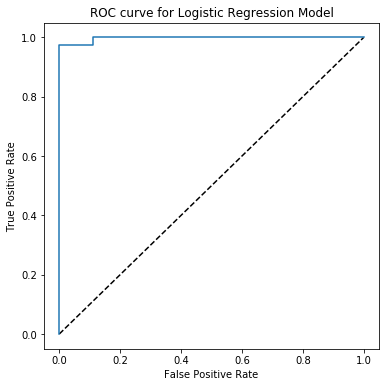 ROC curve for Logistic Regression Model
1.0
0.8
0.6
0.4
0.2
0.0
True Positive Rate
0.0 0.2 0.4 0.6 0.8 1.0
False Positive Rate